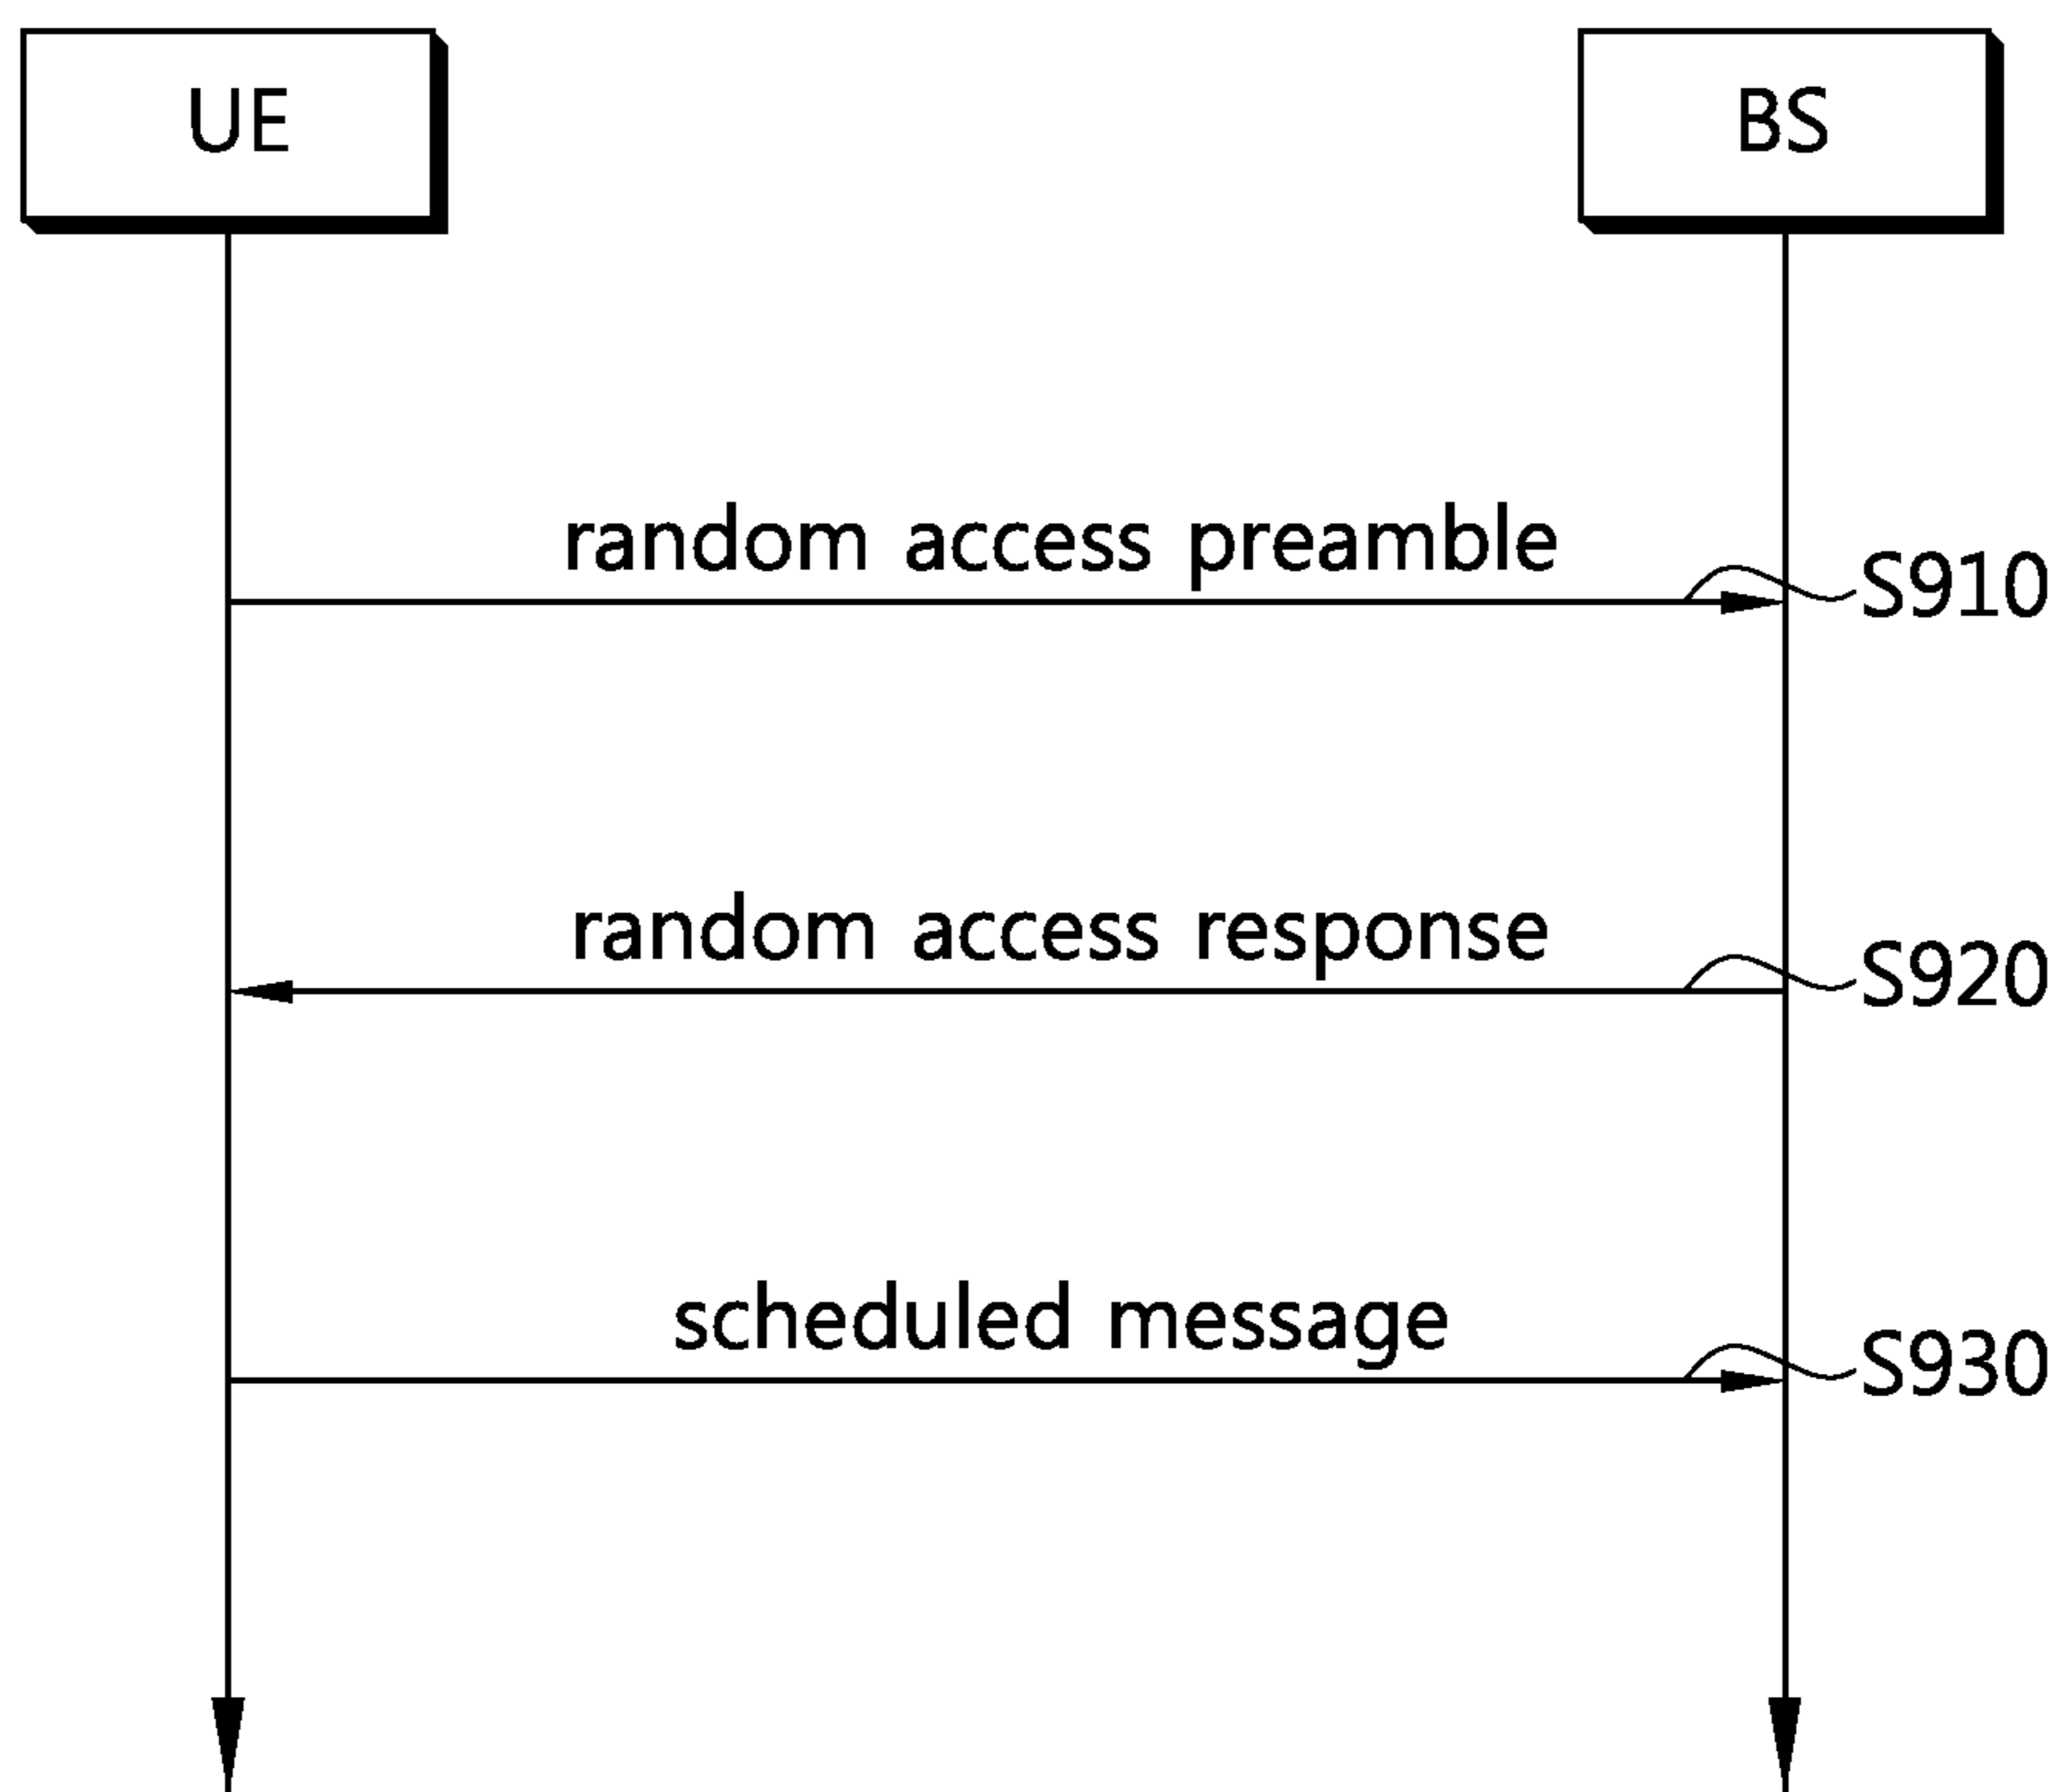 UE
BS
random access preamble
S910
random access response
S920
scheduled message
S930